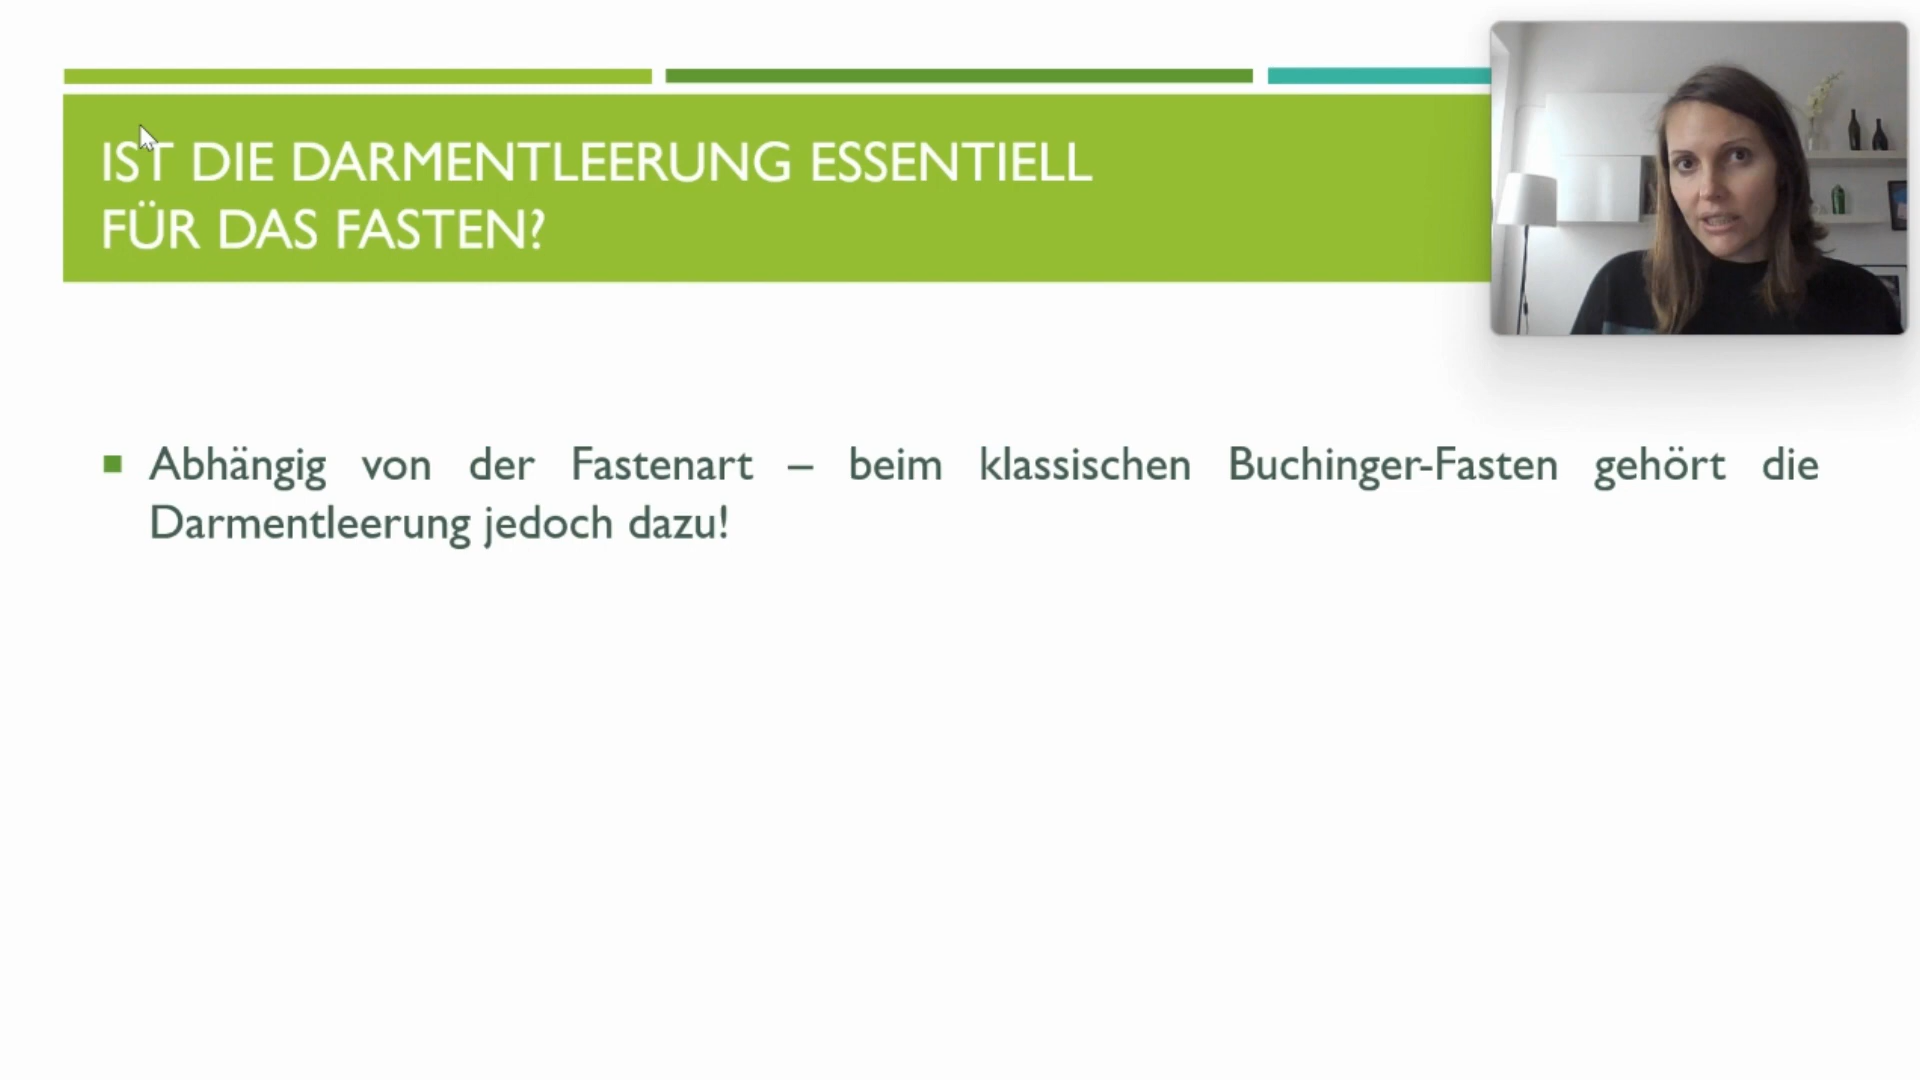 IST DIE DARMENTLEERUNG ESSENTIELL
FÜR DAS FASTEN?
Abhängig von der Fastenart – beim klassischen Buchinger-Fasten gehört die
Darmentleerung jedoch dazu!